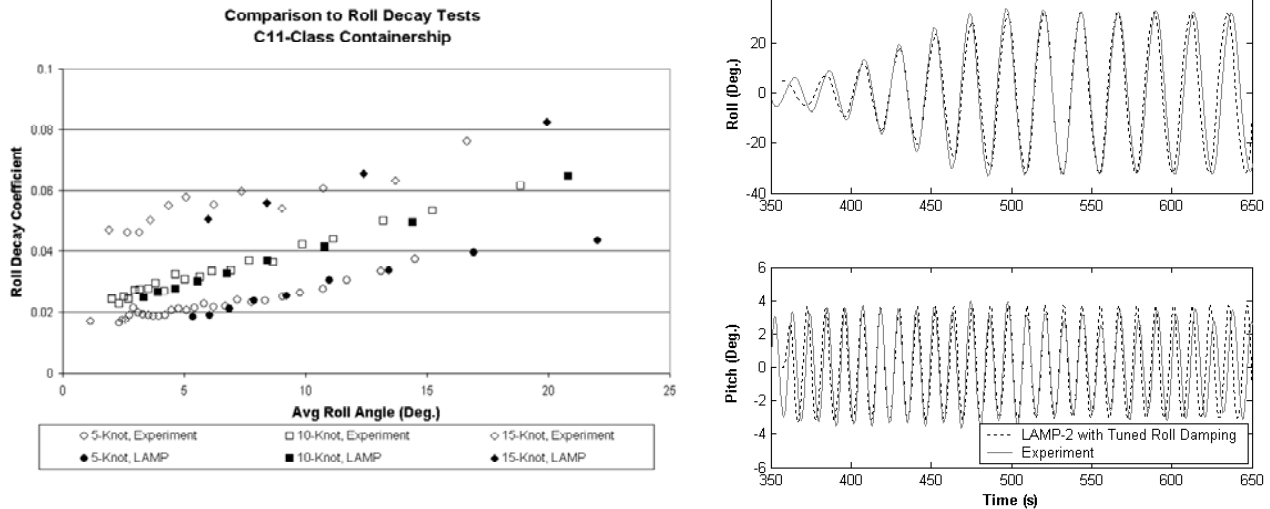 Comparison to Roll Decay Tests
C11-Class Containership
Roll Decay Coefficient
0.1
0.08
0.06
0.04
0.02
0
0 5 10 15 20 25
Avg Roll Angle (Deg.)
5-Knot, Experiment 10-Knot, Experiment 15-Knot, Experiment
5-Knot, LAMP 10-Knot, LAMP 15-Knot, LAMP
Roll (Deg.)
20
0
-20
-40
350 400 450 500 550 600 650
Pitch (Deg.)
6
4
2
0
-2
-4
-6
LAMP-2 with Tuned Roll Damping
Experiment
350 400 450 500 550 600 650
Time (s)